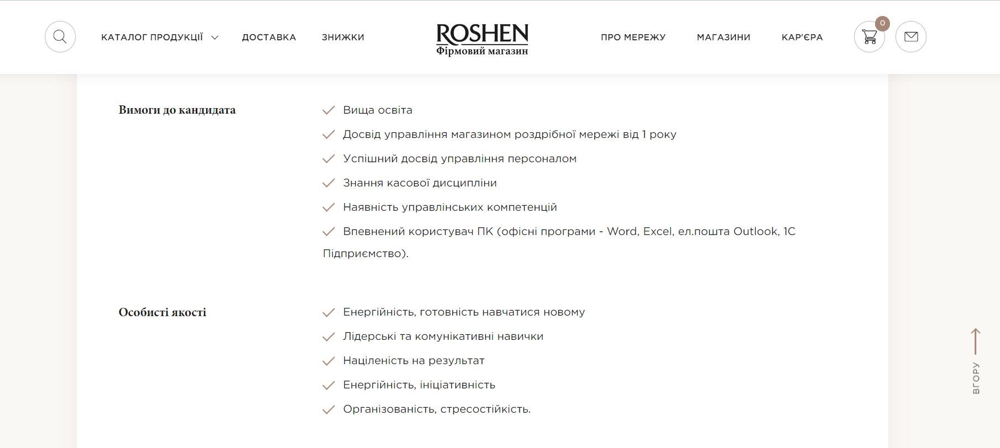 КАТАЛОГ ПРОДУКЦІЇ ДОСТАВКА ЗНИЖКИ
ROSHEN
Фірмовий магазин
ПРО МЕРЕЖУ МАГАЗИНИ КАР'ЄРА 0
Вимоги до кандидата
Вища освіта
Досвід управління магазином роздрібної мережі від 1 року
Успішний досвід управління персоналом
Знання касової дисципліни
Наявність управлінських компетенцій
Впевнений користувач ПК (офісні програми - Word, Excel, ел.пошта Outlook, 1С
Підприємство).
Особисті якості
Енергійність, готовність навчатися новому
Лідерські та комунікативні навички
Націленість на результат
Енергійність, ініціативність
Організованість, стресостійкість.
ВГОРУ